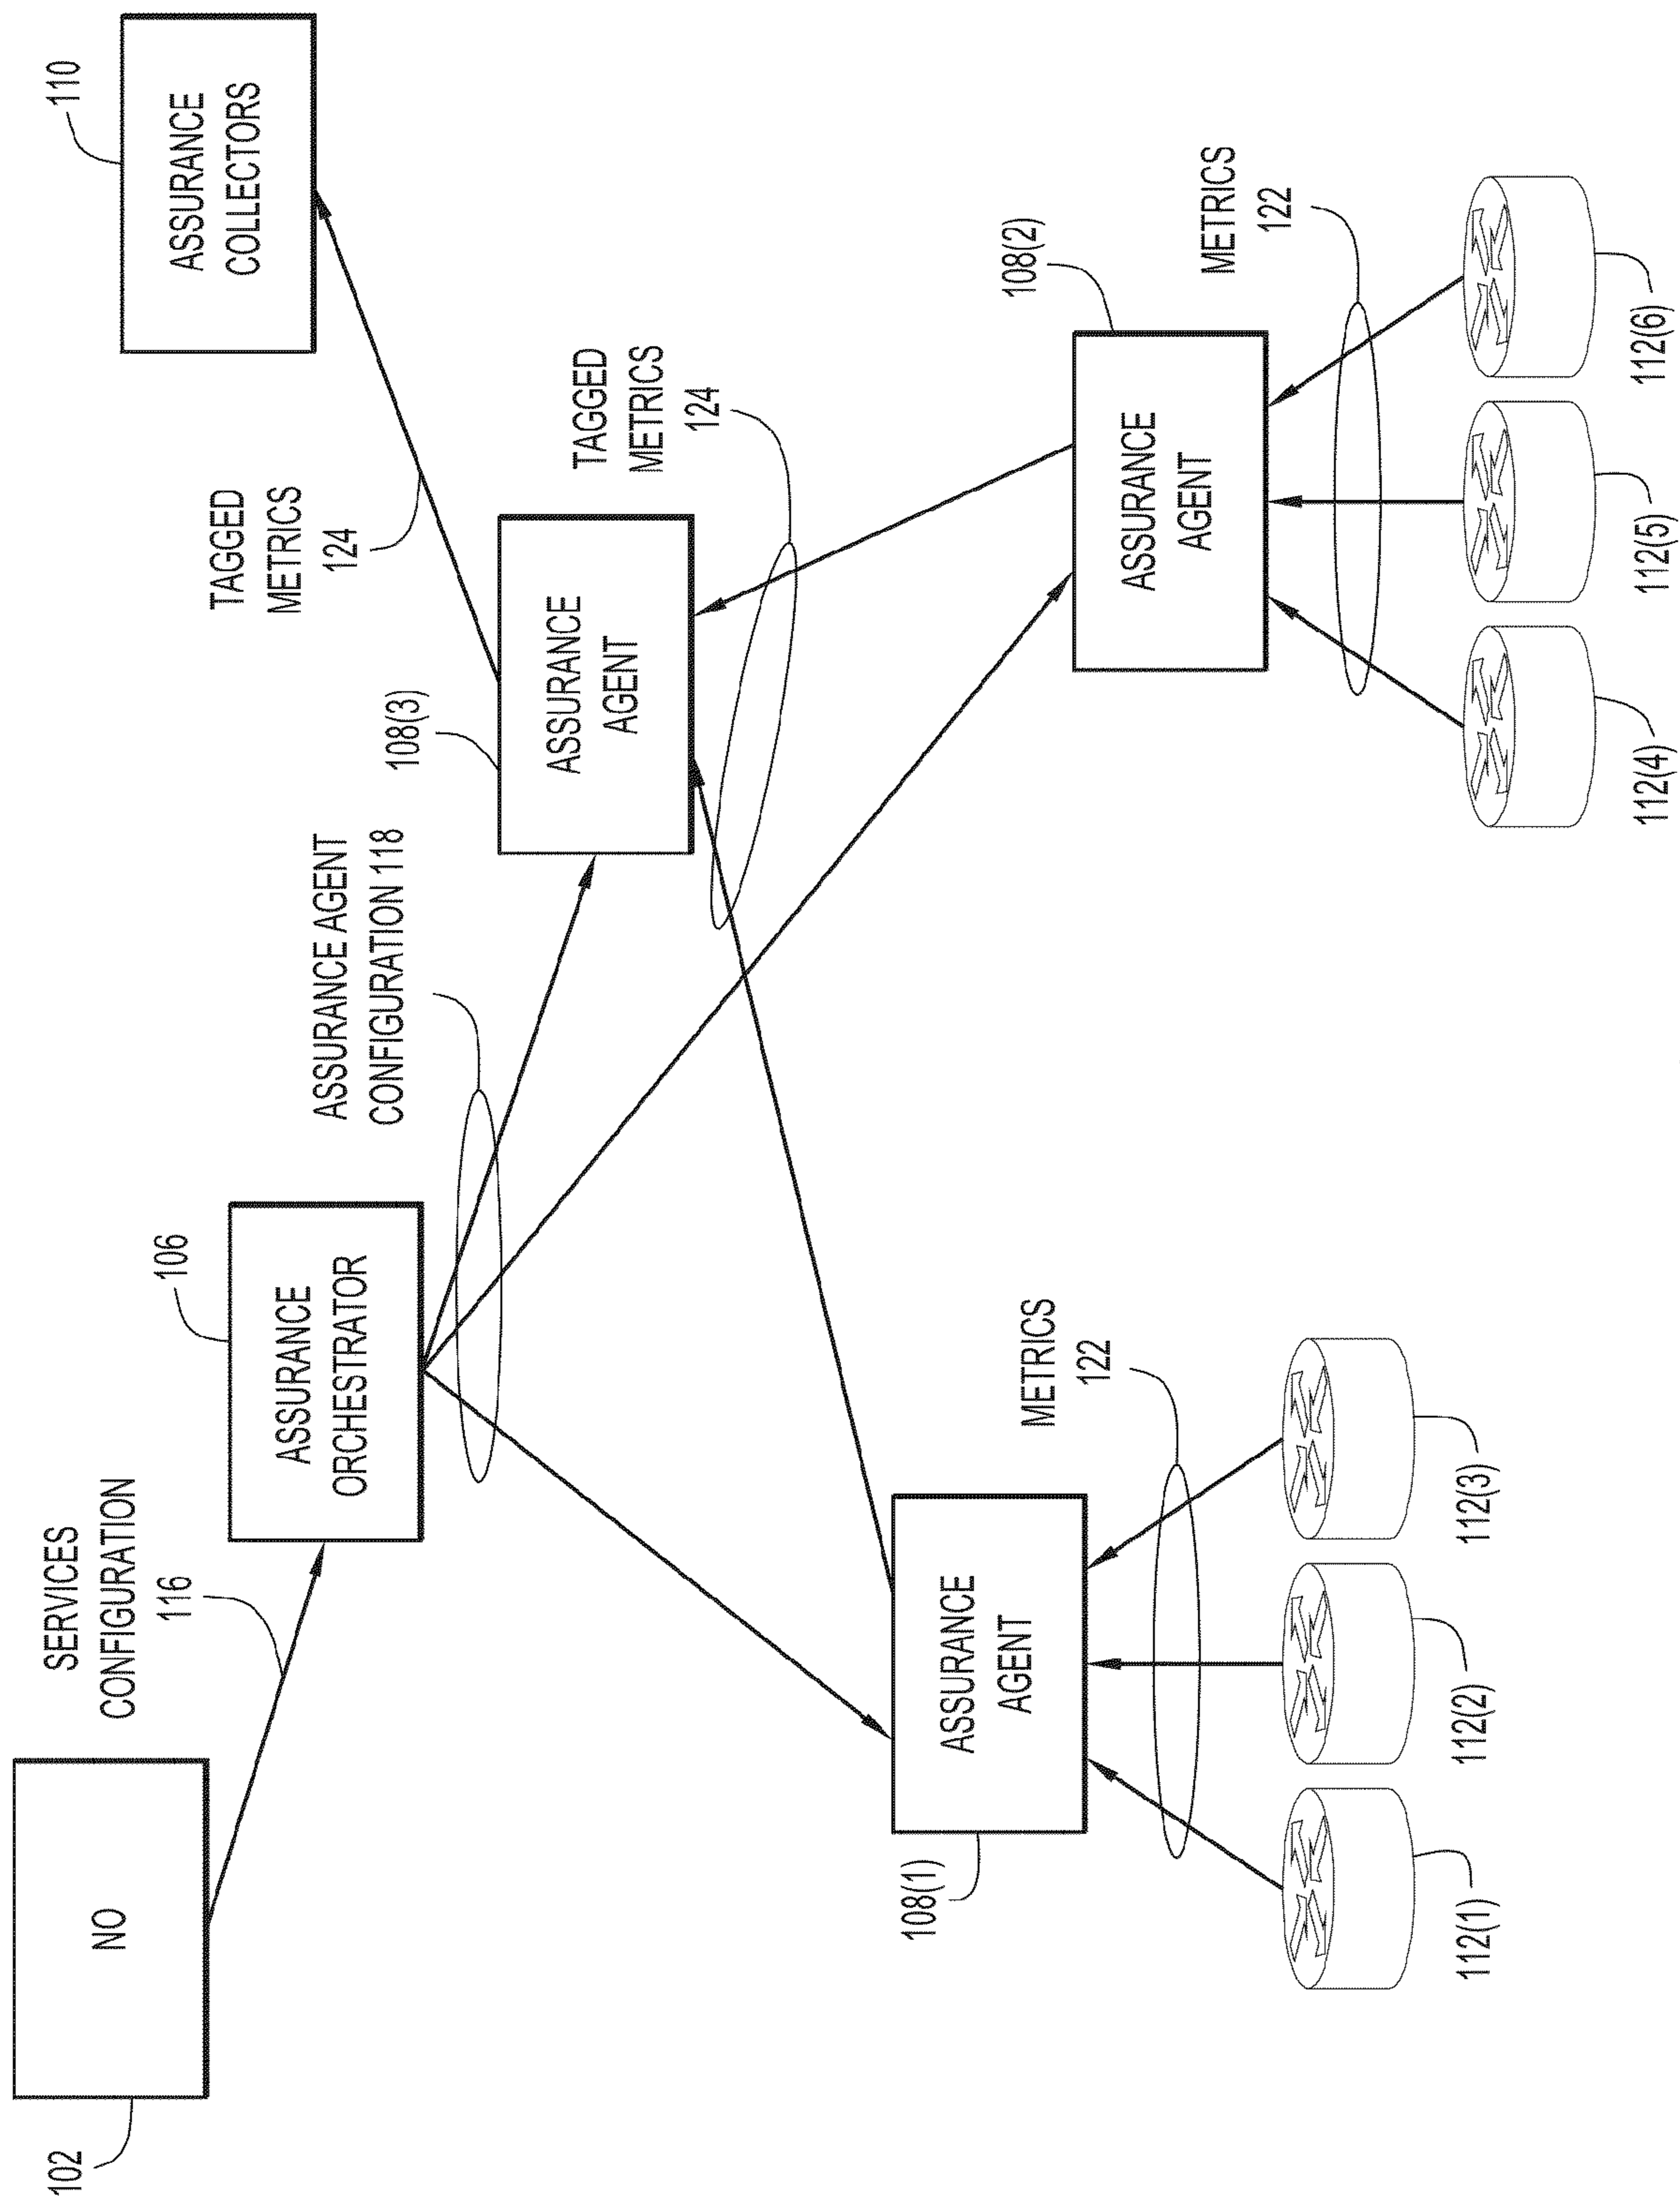 NO
102
SERVICES
CONFIGURATION
116
106
ASSURANCE
ORCHESTRATOR
ASSURANCE AGENT
CONFIGURATION 118
TAGGED
METRICS
124
110
ASSURANCE
COLLECTORS
108(3)
ASSURANCE
AGENT
TAGGED
METRICS
124
108(1)
ASSURANCE
AGENT
METRICS
122
108(2)
ASSURANCE
AGENT
METRICS
122
112(1)
112(2)
112(3)
112(4)
112(5)
112(6)